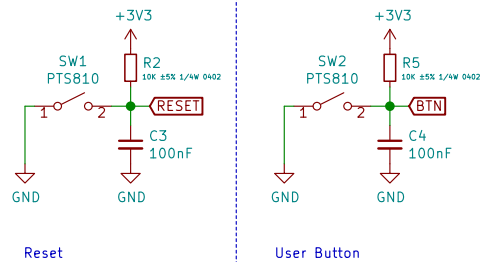 +3V3
SW1
PTS810
R2
10K ±5% 1/4W 0402
1
2
RESET
C3
100nF
GND
GND
Reset
+3V3
SW2
PTS810
R5
10K ±5% 1/4W 0402
1
2
BTN
C4
100nF
GND
GND
User Button